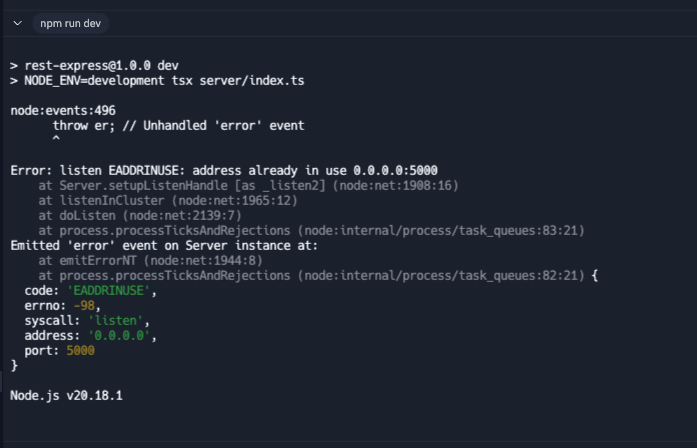 npm run dev
> rest-express@1.0.0 dev
> NODE_ENV=development tsx server/index.ts
node:events:496
throw er; // Unhandled 'error' event
^
Error: listen EADDRINUSE: address already in use 0.0.0.0:5000
at Server.setupListenHandle [as _listen2] (node:net:1908:16)
at listenInCluster (node:net:1965:12)
at doListen (node:net:2139:7)
at process.processTicksAndRejections (node:internal/process/task_queues:83:21)
Emitted 'error' event on Server instance at:
at emitErrorNT (node:net:1944:8)
at process.processTicksAndRejections (node:internal/process/task_queues:82:21) {
code: 'EADDRINUSE',
errno: -98,
syscall: 'listen',
address: '0.0.0.0',
port: 5000
}
Node.js v20.18.1